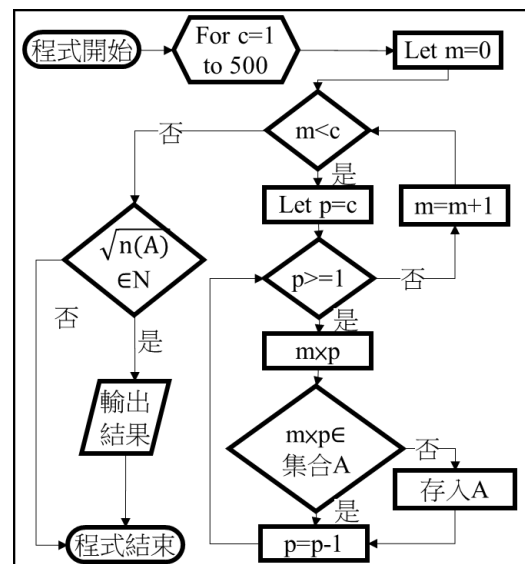 程式開始
For c=1
to 500
Let m=0
m<c
否
是
Let p=c
m=m+1
√n(A)
∈N
p>=1
否
否
是
是
m×p
輸出
結果
m×p∈
集合A
否
存入A
是
程式結束
p=p-1